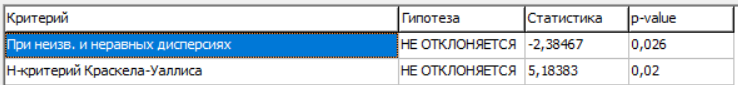 Критерий Гипотеза Статистика p-value
При неизв. и неравных дисперсиях НЕ ОТКЛОНЯЕТСЯ -2,38467 0,026
Н-критерий Краскела-Уаллиса НЕ ОТКЛОНЯЕТСЯ 5,18383 0,02